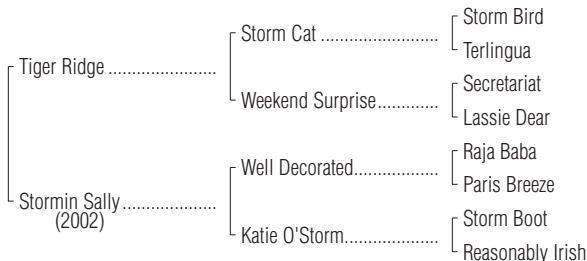 Storm Bird
Storm Cat ........................
Terlingua
Tiger Ridge ......................
Secretariat
Weekend Surprise.............
Lassie Dear
Raja Baba
Well Decorated..................
Paris Breeze
Stormin Sally ...................
(2002)
Storm Boot
Katie O'Storm....................
Reasonably Irish